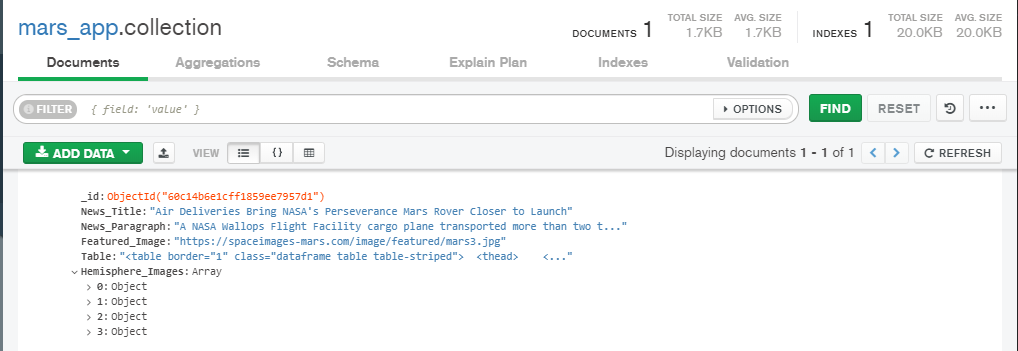 mars_app.collection
DOCUMENTS 1 TOTAL SIZE 1.7KB AVG. SIZE 1.7KB INDEXES 1 TOTAL SIZE 20.0KB AVG. SIZE 20.0KB
Documents Aggregations Schema Explain Plan Indexes Validation
FILTER { field: 'value' } OPTIONS FIND RESET
ADD DATA VIEW {} Displaying documents 1 - 1 of 1 < > REFRESH
_id: ObjectId("60c14b6e1cff1859ee7957d1")
News_Title: "Air Deliveries Bring NASA's Perseverance Mars Rover Closer to Launch"
News_Paragraph: "A NASA Wallops Flight Facility cargo plane transported more than two t..."
Featured_Image: "https://spaceimages-mars.com/image/featured/mars3.jpg"
Table: "<table border="1" class="dataframe table table-striped"> <thead> <..."
Hemisphere_Images: Array
0: Object
1: Object
2: Object
3: Object